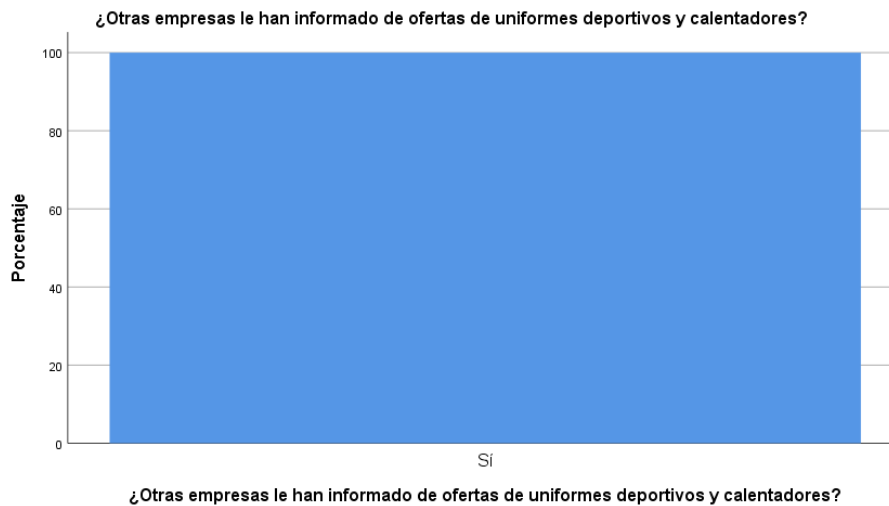 ¿Otras empresas le han informado de ofertas de uniformes deportivos y calentadores?
100
80
60
40
20
0
Porcentaje
Sí
¿Otras empresas le han informado de ofertas de uniformes deportivos y calentadores?